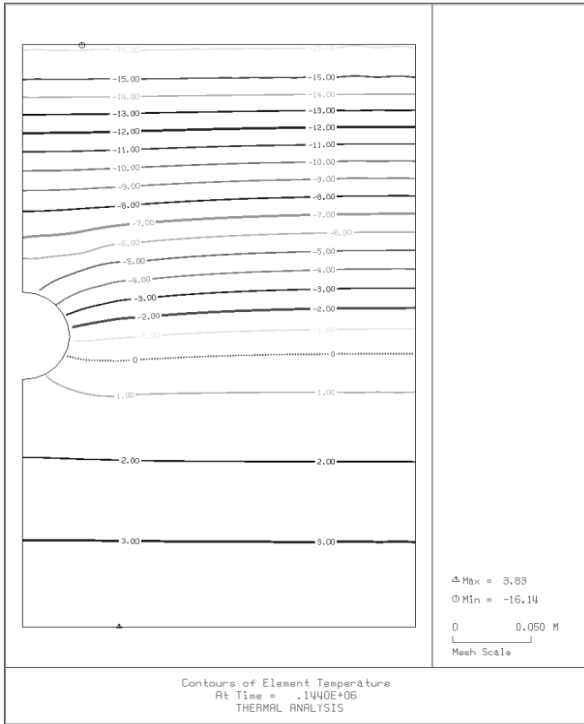 -16.00 -16.00
-15.00 -15.00
-14.00 -14.00
-13.00 -13.00
-12.00 -12.00
-11.00 -11.00
-10.00 -10.00
-9.00 -9.00
-8.00 -8.00
-7.00 -7.00
-6.00 -6.00
-5.00 -5.00
-4.00 -4.00
-3.00 -3.00
-2.00 -2.00
-1.00 -1.00
0 0
1.00 1.00
2.00 2.00
3.00 3.00
Max = 3.83
Min = -16.14
0 0.050 M
Mesh Scale
Contours of Element Temperature
At Time = .1440E+06
THERMAL ANALYSIS